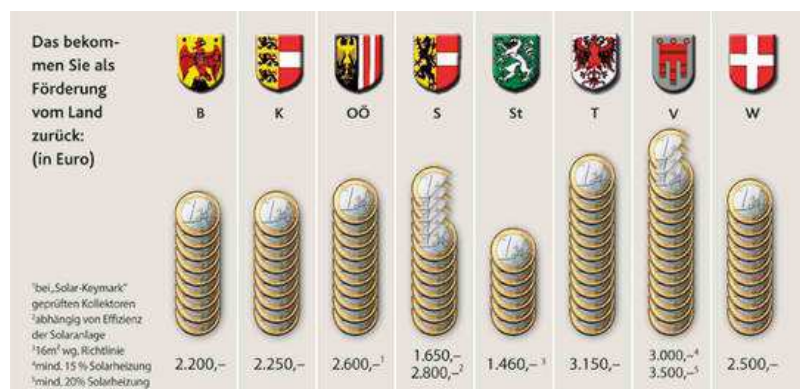 Das bekom-
men Sie als
Förderung
vom Land
zurück:
(in Euro)
B K OÖ S St T V W
¹bei „Solar-Keymark“
geprüften Kollektoren
²abhängig von Effizienz
der Solaranlage
³16m² wg. Richtlinie
⁴mind. 15 % Solarheizung
⁵mind. 20% Solarheizung
2.200,– 2.250,– 2.600,–¹ 1.650,– 1.460,– ³ 3.150,– 3.000,–⁴ 2.500,–
2.800,–² 3.500,–⁵